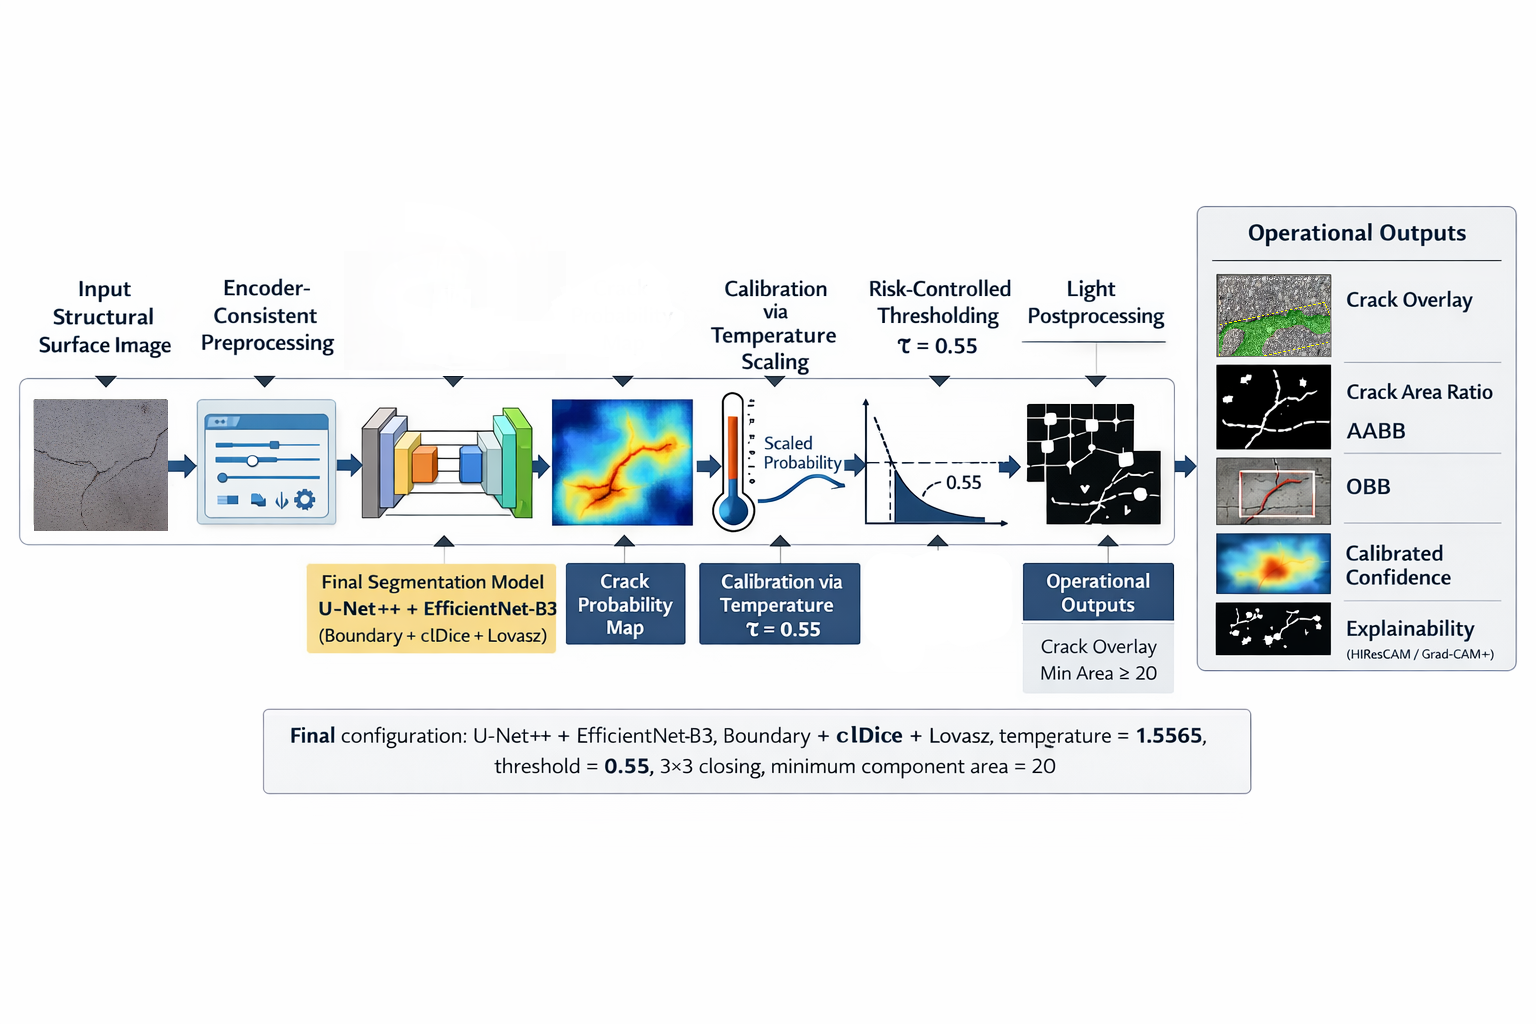 Input
Structural
Surface Image
Encoder-
Consistent
Preprocessing
Calibration
via
Temperature
Scaling
Risk-Controlled
Thresholding
τ = 0.55
Light
Postprocessing
Scaled
Probability
0.55
Final Segmentation Model
U-Net++ + EfficientNet-B3
(Boundary + clDice + Lovasz)
Crack
Probability
Map
Calibration via
Temperature
τ = 0.55
Operational
Outputs
Crack Overlay
Min Area ≥ 20
Operational Outputs
Crack Overlay
Crack Area Ratio
AABB
OBB
Calibrated
Confidence
Explainability
(HIResCAM / Grad-CAM+)
Final configuration: U-Net++ + EfficientNet-B3, Boundary + clDice + Lovasz, temperature = 1.5565,
threshold = 0.55, 3×3 closing, minimum component area = 20